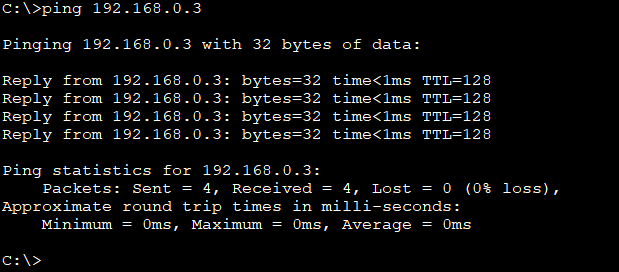 C:\>ping 192.168.0.3
Pinging 192.168.0.3 with 32 bytes of data:
Reply from 192.168.0.3: bytes=32 time<1ms TTL=128
Reply from 192.168.0.3: bytes=32 time<1ms TTL=128
Reply from 192.168.0.3: bytes=32 time<1ms TTL=128
Reply from 192.168.0.3: bytes=32 time<1ms TTL=128
Ping statistics for 192.168.0.3:
    Packets: Sent = 4, Received = 4, Lost = 0 (0% loss),
Approximate round trip times in milli-seconds:
    Minimum = 0ms, Maximum = 0ms, Average = 0ms
C:\>